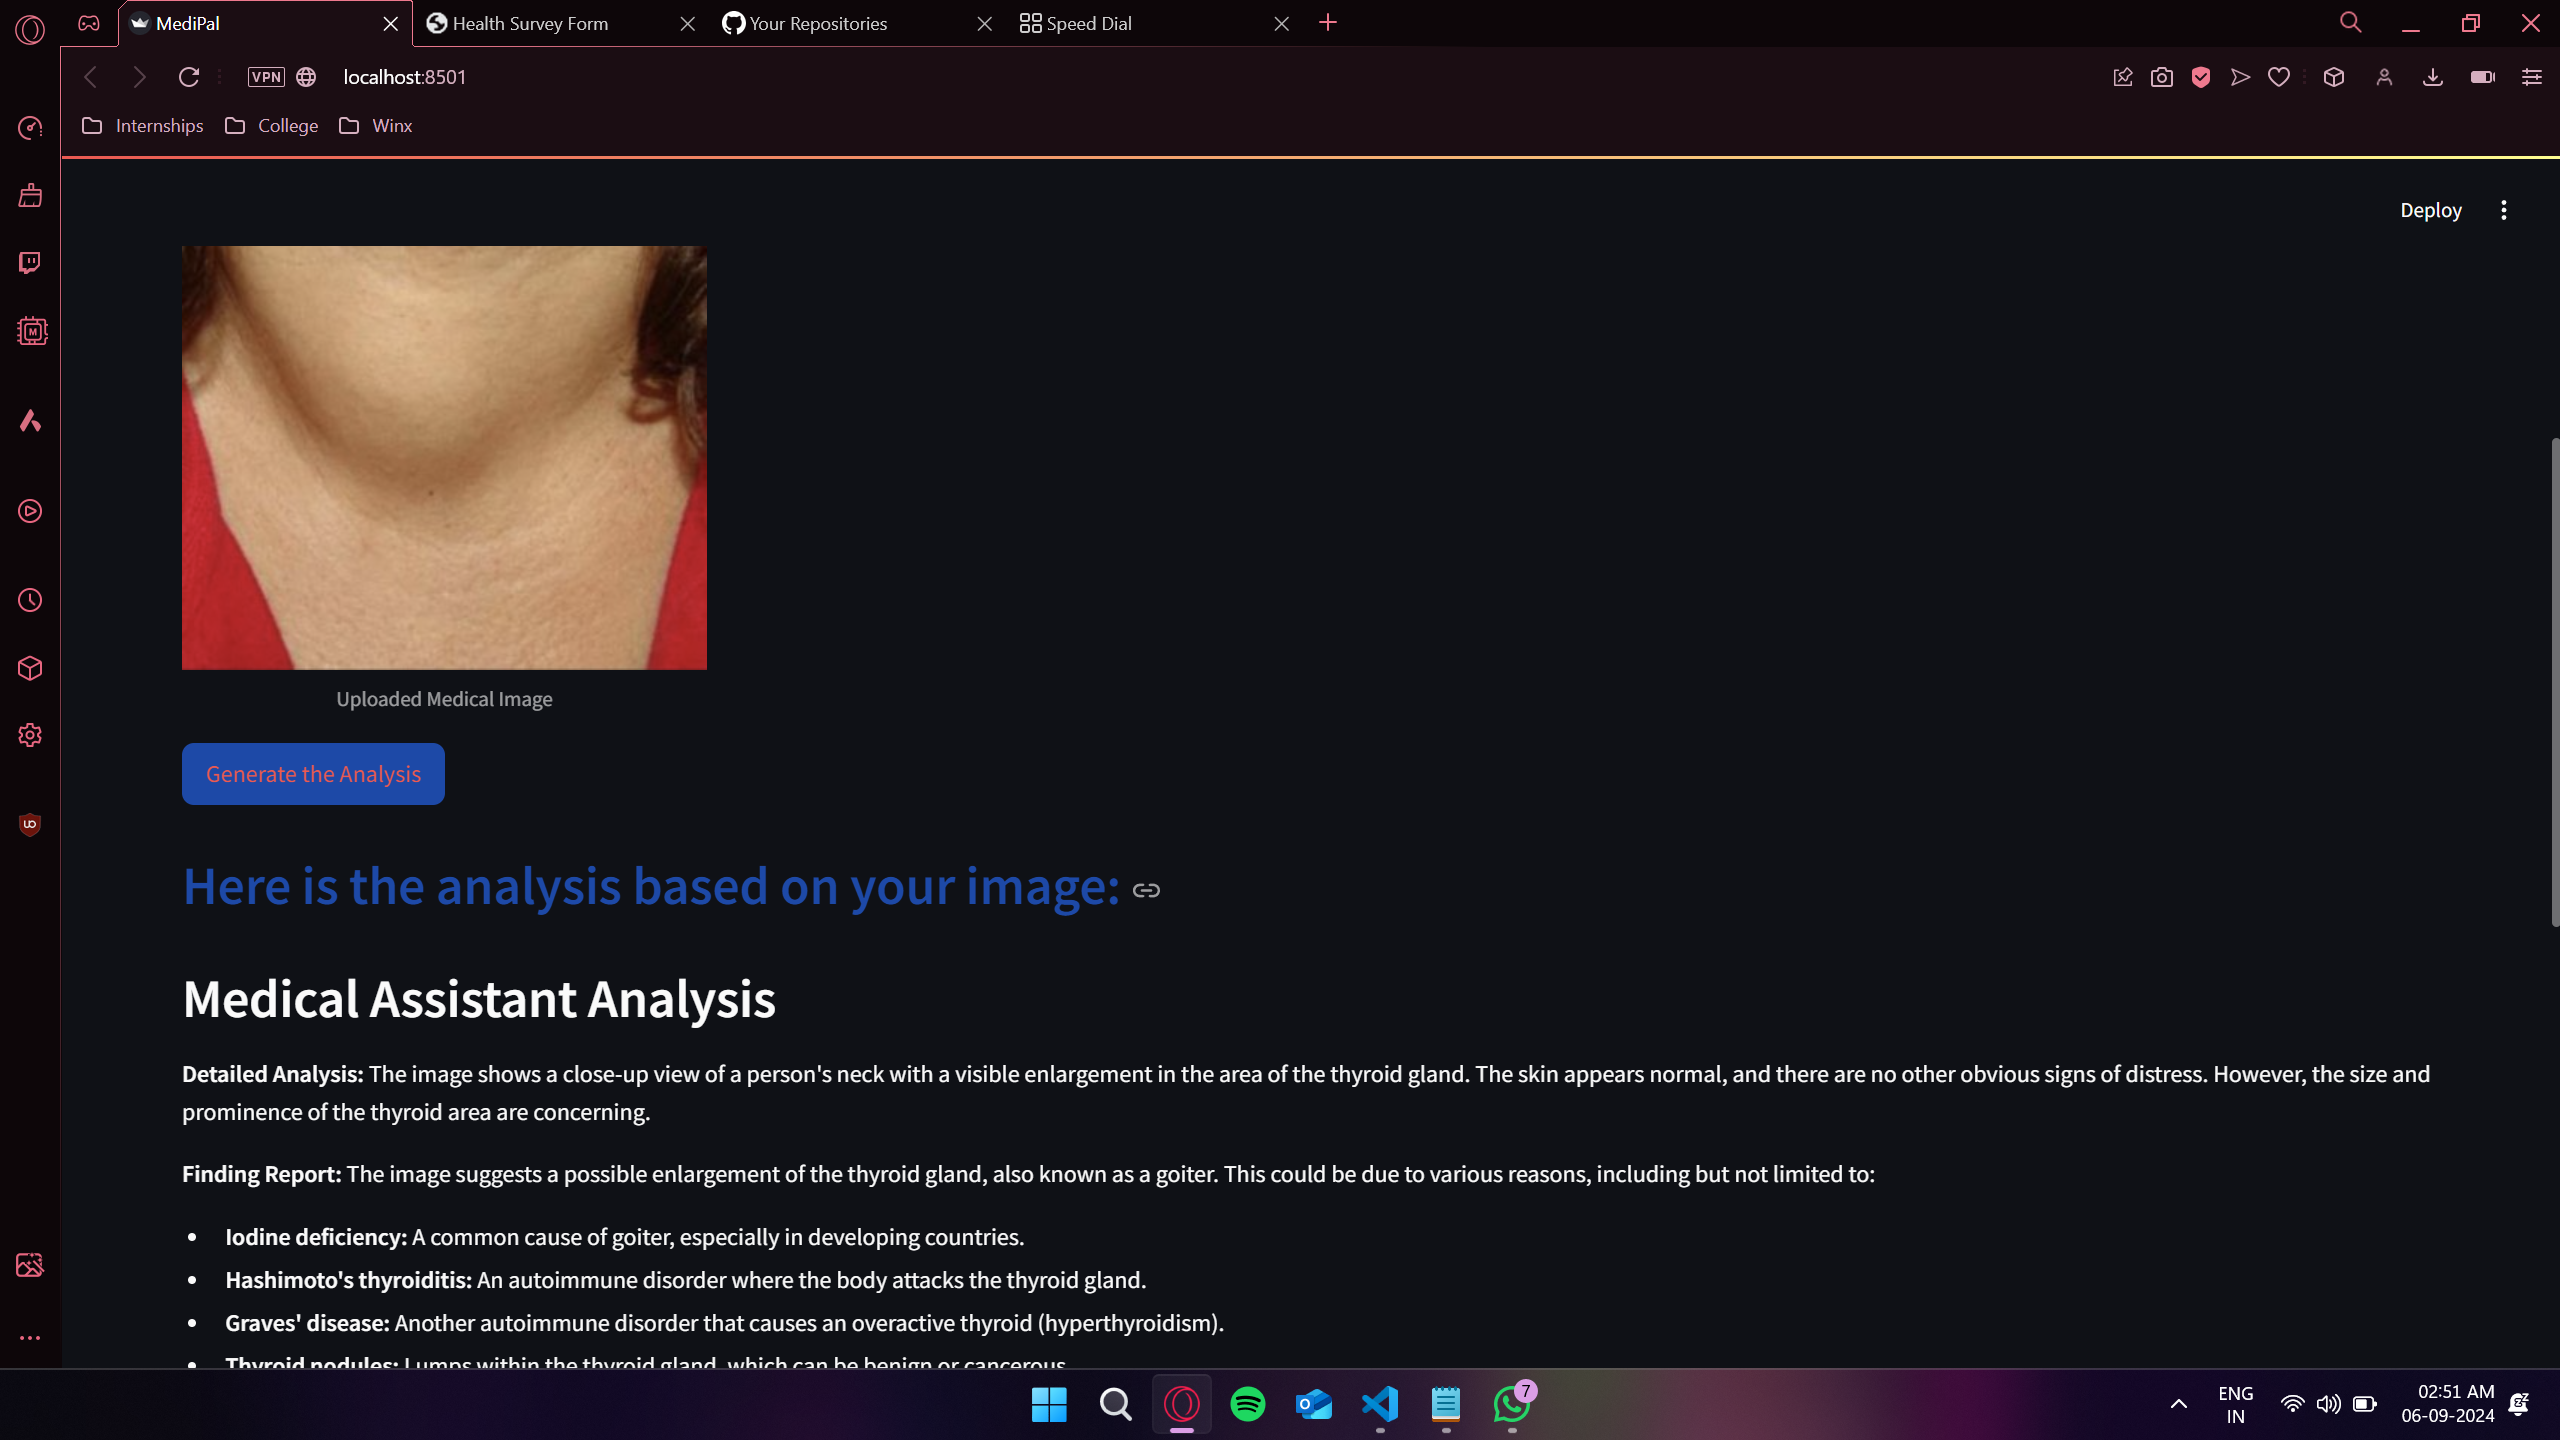 MediPal
Health Survey Form
Your Repositories
Speed Dial
VPN
localhost:8501
Internships
College
Winx
Deploy
Uploaded Medical Image
Generate the Analysis
Here is the analysis based on your image:
Medical Assistant Analysis
Detailed Analysis: The image shows a close-up view of a person's neck with a visible enlargement in the area of the thyroid gland. The skin appears normal, and there are no other obvious signs of distress. However, the size and
prominence of the thyroid area are concerning.
Finding Report: The image suggests a possible enlargement of the thyroid gland, also known as a goiter. This could be due to various reasons, including but not limited to:
• Iodine deficiency: A common cause of goiter, especially in developing countries.
• Hashimoto's thyroiditis: An autoimmune disorder where the body attacks the thyroid gland.
• Graves' disease: Another autoimmune disorder that causes an overactive thyroid (hyperthyroidism).
• Thyroid nodules: Lumps within the thyroid gland, which can be benign or cancerous.
7
ENG
IN
02:51 AM
06-09-2024